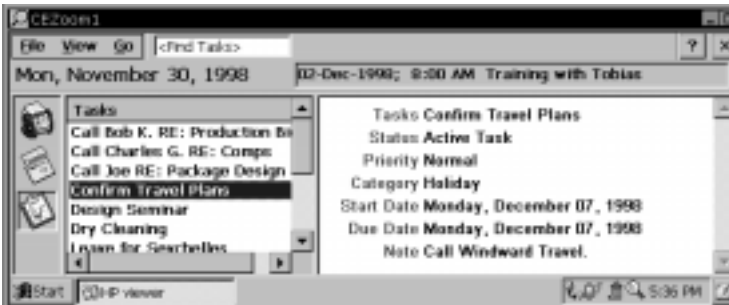 CEZoom1
File View Go <Find Tasks> ? ×
Mon, November 30, 1998
02-Dec-1998; 8:00 AM Training with Tobias
Tasks
Call Bob K. RE: Production
Call Charles G. RE: Comps
Call Joe RE: Package Design
Confirm Travel Plans
Design Seminar
Dry Cleaning
Leave for Seychelles
Tasks Confirm Travel Plans
Status Active Task
Priority Normal
Category Holiday
Start Date Monday, December 07, 1998
Due Date Monday, December 07, 1998
Note Call Windward Travel.
Start HP viewer 5:36 PM